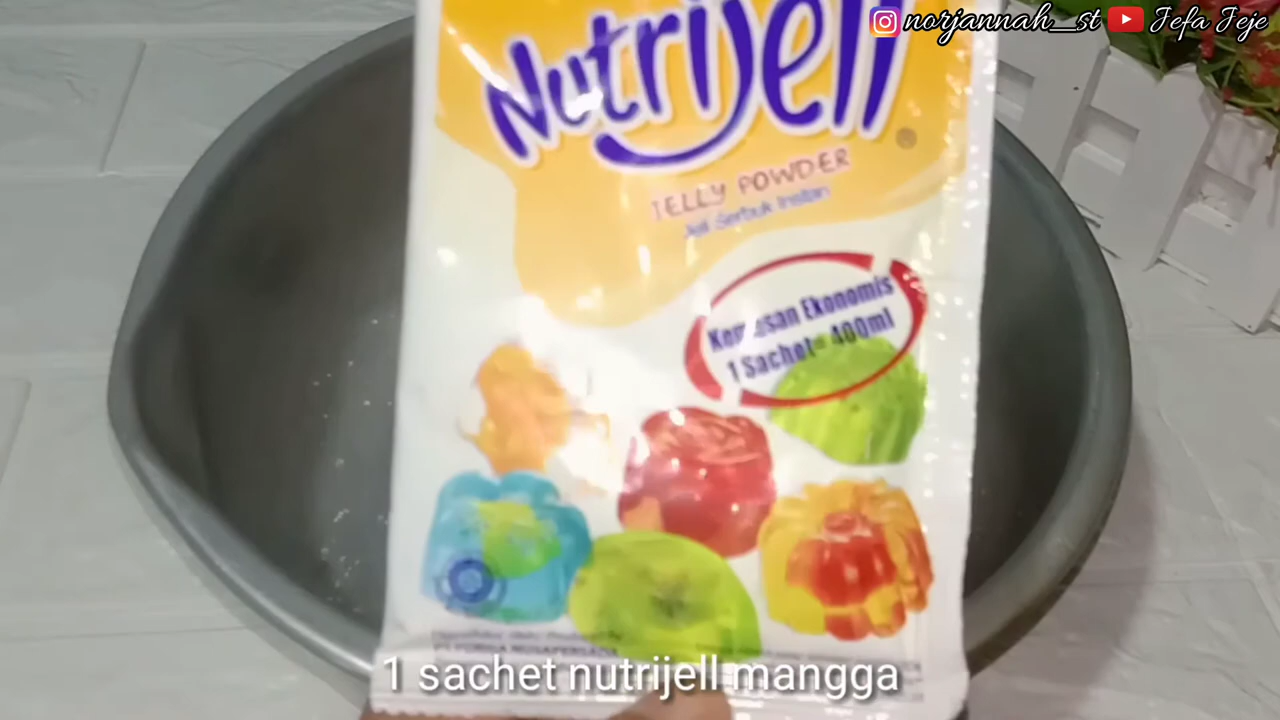 norjannah_st Jefa Jeje
Nutrijell
JELLY POWDER
Jeli Serbuk Instan
Kemasan Ekonomis
1 Sachet = 400ml
1 sachet nutrijell mangga